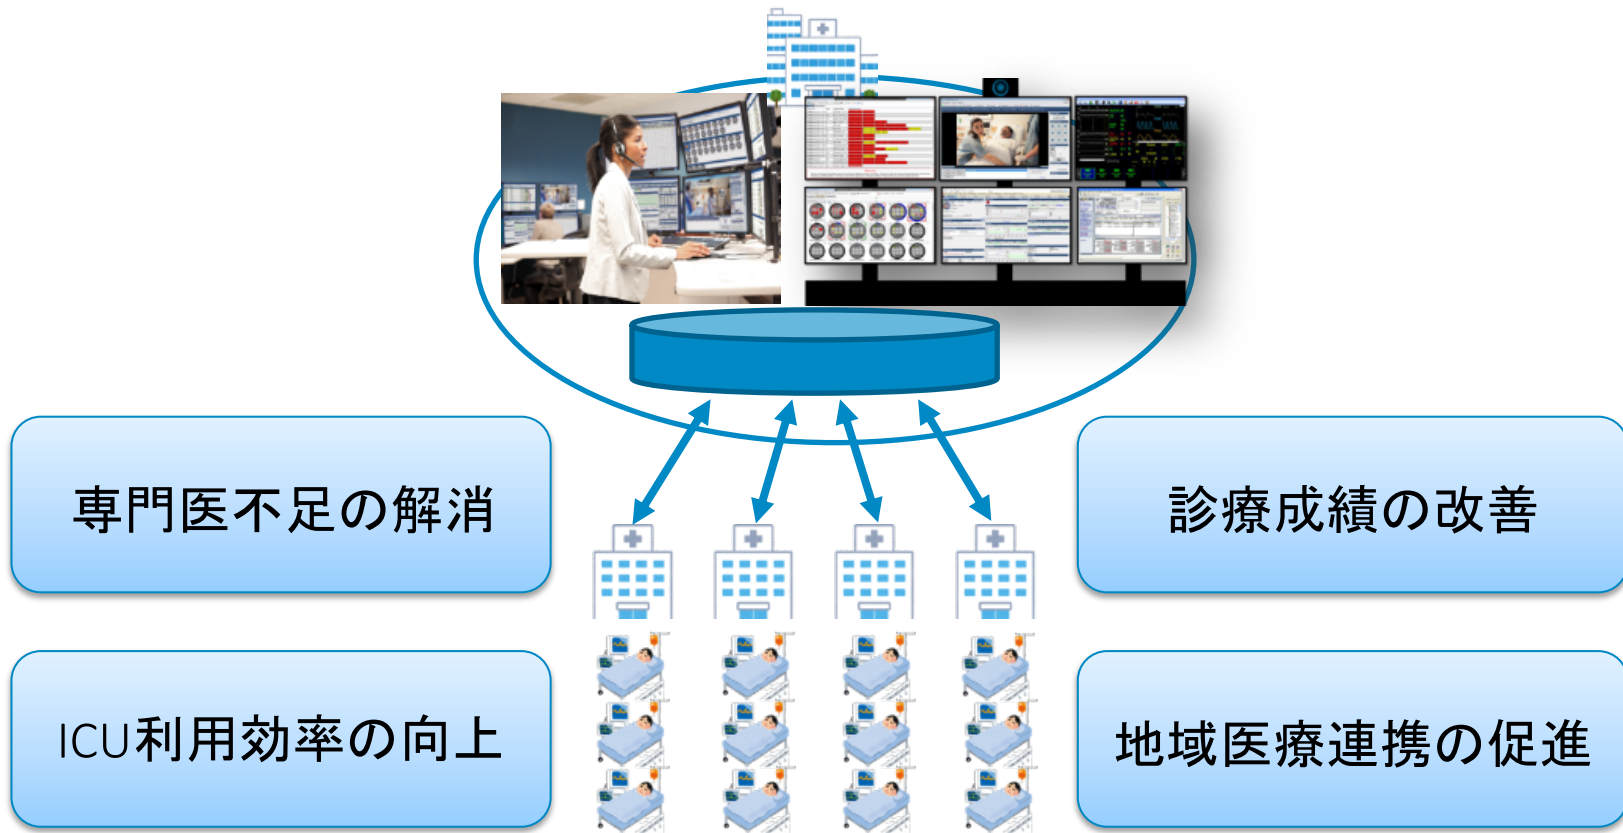 専門医不足の解消
診療成績の改善
ICU利用効率の向上
地域医療連携の促進